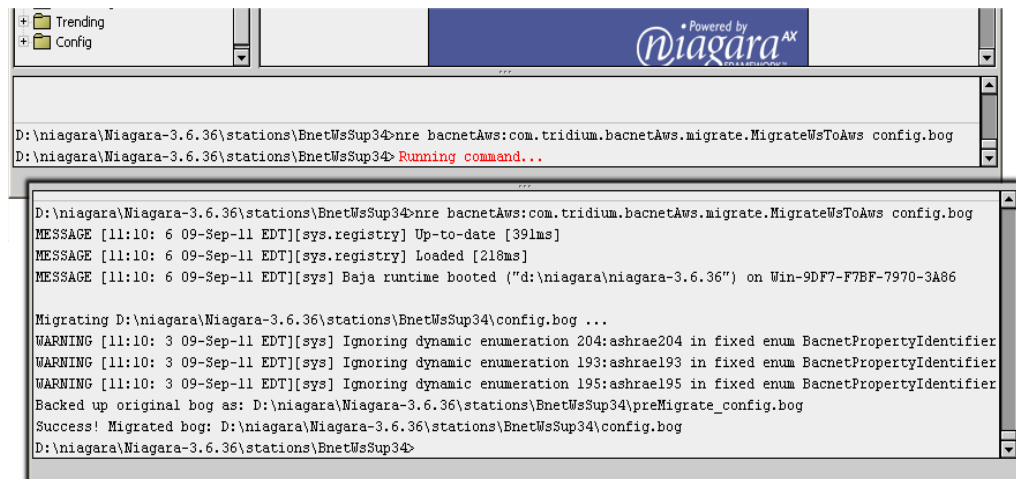 Trending
Config
Powered by
niagara AX
FRAMEWORK™
D:\niagara\Niagara-3.6.36\stations\BnetWsSup34>nre bacnetAws:com.tridium.bacnetAws.migrate.MigrateWsToAws config.bog
D:\niagara\Niagara-3.6.36\stations\BnetWsSup34> Running command...
D:\niagara\Niagara-3.6.36\stations\BnetWsSup34>nre bacnetAws:com.tridium.bacnetAws.migrate.MigrateWsToAws config.bog
MESSAGE [11:10: 6 09-Sep-11 EDT][sys.registry] Up-to-date [391ms]
MESSAGE [11:10: 6 09-Sep-11 EDT][sys.registry] Loaded [218ms]
MESSAGE [11:10: 6 09-Sep-11 EDT][sys] Baja runtime booted ("d:\niagara\niagara-3.6.36") on Win-9DF7-F7BF-7970-3A86
Migrating D:\niagara\Niagara-3.6.36\stations\BnetWsSup34\config.bog ...
WARNING [11:10: 3 09-Sep-11 EDT][sys] Ignoring dynamic enumeration 204:ashrae204 in fixed enum BacnetPropertyIdentifier
WARNING [11:10: 3 09-Sep-11 EDT][sys] Ignoring dynamic enumeration 193:ashrae193 in fixed enum BacnetPropertyIdentifier
WARNING [11:10: 3 09-Sep-11 EDT][sys] Ignoring dynamic enumeration 195:ashrae195 in fixed enum BacnetPropertyIdentifier
Backed up original bog as: D:\niagara\Niagara-3.6.36\stations\BnetWsSup34\preMigrate_config.bog
Success! Migrated bog: D:\niagara\Niagara-3.6.36\stations\BnetWsSup34\config.bog
D:\niagara\Niagara-3.6.36\stations\BnetWsSup34>